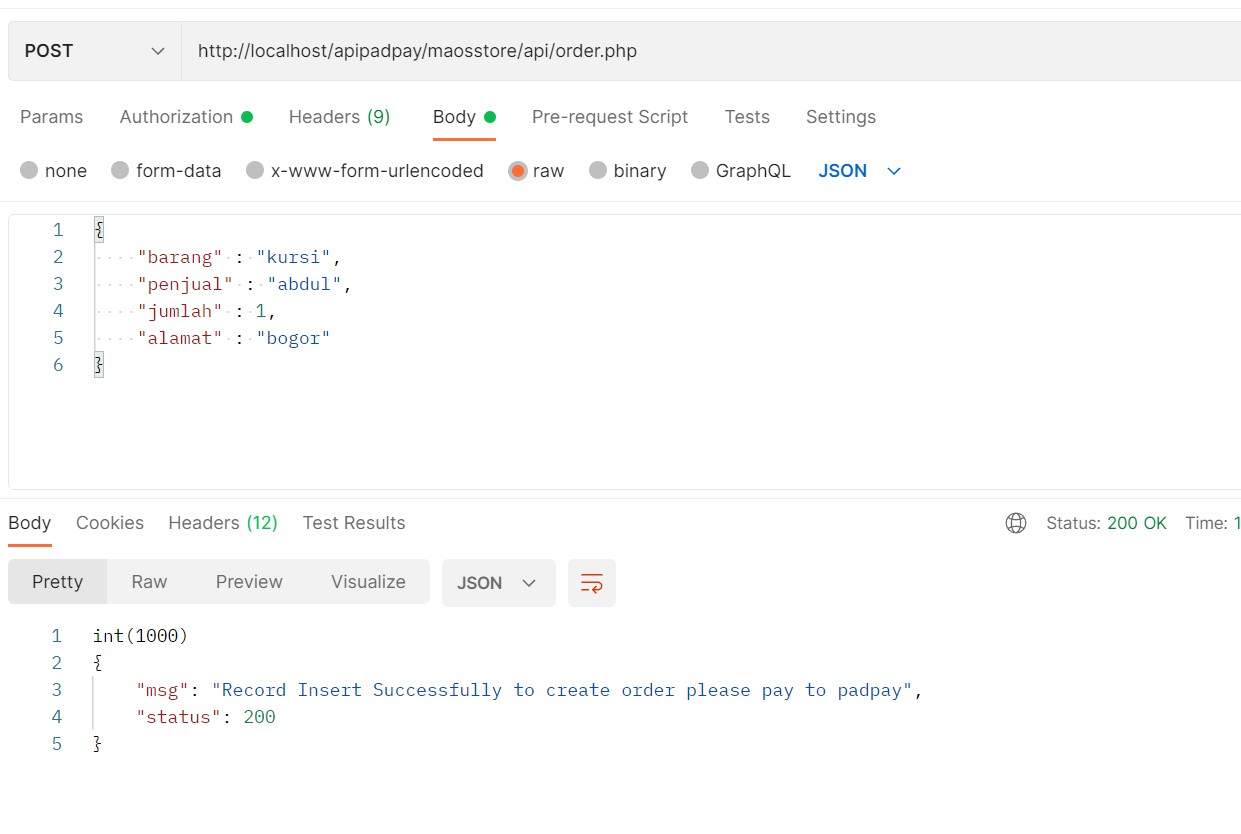 POST http://localhost/apipadpay/maosstore/api/order.php
Params Authorization Headers (9) Body Pre-request Script Tests Settings
none form-data x-www-form-urlencoded raw binary GraphQL JSON
1 {
2 "barang" : "kursi",
3 "penjual" : "abdul",
4 "jumlah" : 1,
5 "alamat" : "bogor"
6 }
Body Cookies Headers (12) Test Results Status: 200 OK Time: 1
Pretty Raw Preview Visualize JSON
1 int(1000)
2 {
3 "msg": "Record Insert Successfully to create order please pay to padpay",
4 "status": 200
5 }